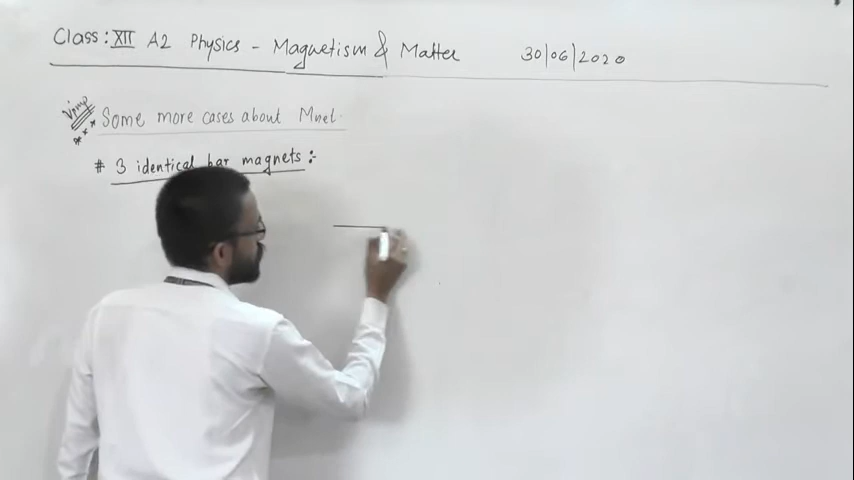 Class: XII A2 Physics - Magnetism & Matter 30/06/2020
V.imp *** Some more cases about Mnet.
# 3 identical bar magnets :-